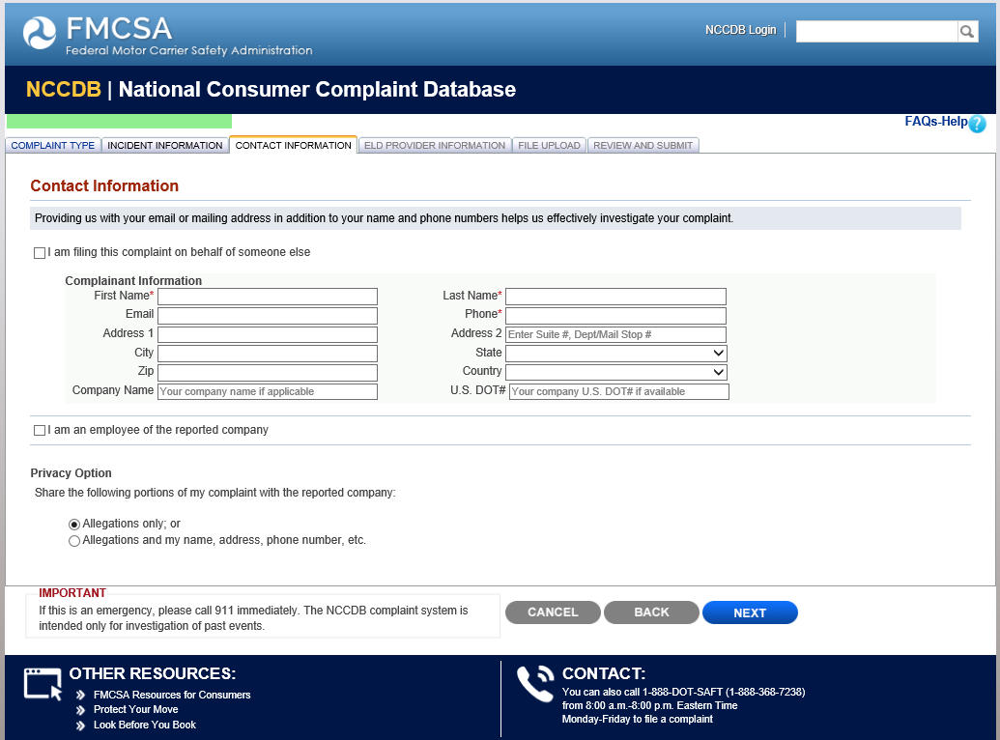 FMCSA
Federal Motor Carrier Safety Administration
NCCDB Login
NCCDB | National Consumer Complaint Database
FAQs-Help ?
COMPLAINT TYPE INCIDENT INFORMATION CONTACT INFORMATION ELD PROVIDER INFORMATION FILE UPLOAD REVIEW AND SUBMIT
Contact Information
Providing us with your email or mailing address in addition to your name and phone numbers helps us effectively investigate your complaint.
I am filing this complaint on behalf of someone else
Complainant Information
First Name* Last Name*
Email Phone*
Address 1 Address 2 Enter Suite #, Dept/Mail Stop #
City State
Zip Country
Company Name Your company name if applicable U.S. DOT# Your company U.S. DOT# if available
I am an employee of the reported company
Privacy Option
Share the following portions of my complaint with the reported company:
Allegations only; or
Allegations and my name, address, phone number, etc.
IMPORTANT
If this is an emergency, please call 911 immediately. The NCCDB complaint system is
intended only for investigation of past events.
CANCEL BACK NEXT
OTHER RESOURCES:
FMCSA Resources for Consumers
Protect Your Move
Look Before You Book
CONTACT:
You can also call 1-888-DOT-SAFT (1-888-368-7238)
from 8:00 a.m.-8:00 p.m. Eastern Time
Monday-Friday to file a complaint